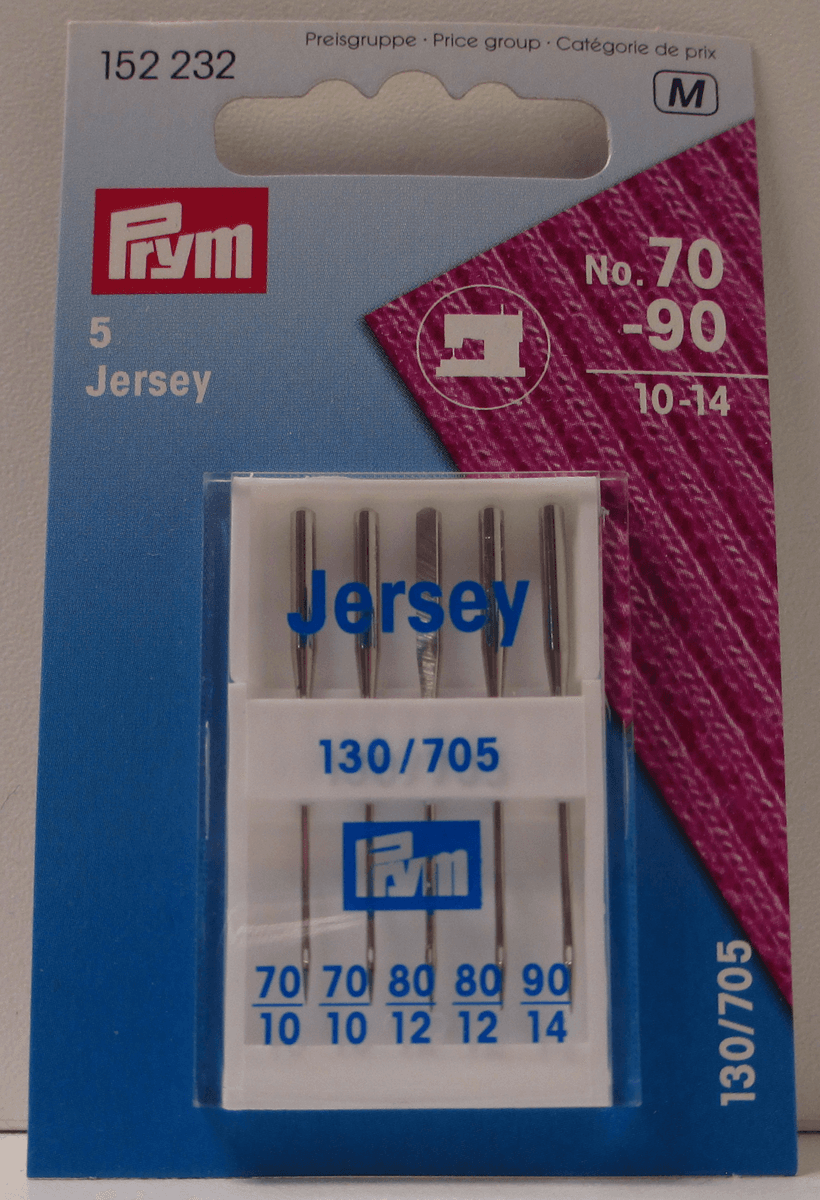 152 232
Preisgruppe · Price group · Catégorie de prix
M
Prym
5
Jersey
No. 70
-90
10-14
Jersey
130/705
Prym
70 70 80 80 90
10 10 12 12 14
130/705